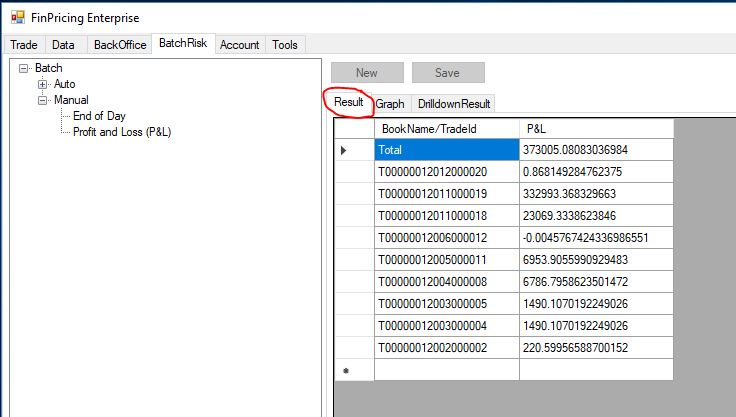 FinPricing Enterprise
Trade Data BackOffice BatchRisk Account Tools
Batch
Auto
Manual
End of Day
Profit and Loss (P&L)
New Save
Result Graph DrilldownResult
BookName/TradeId P&L
Total 373005.08083036984
T00000012012000020 0.868149284762375
T00000012011000019 332993.368329663
T00000012011000018 23069.3338623846
T00000012006000012 -0.0045767424336986551
T00000012005000011 6953.9055990929483
T00000012004000008 6786.7958623501472
T00000012003000005 1490.1070192249026
T00000012003000004 1490.1070192249026
T00000012002000002 220.59956588700152